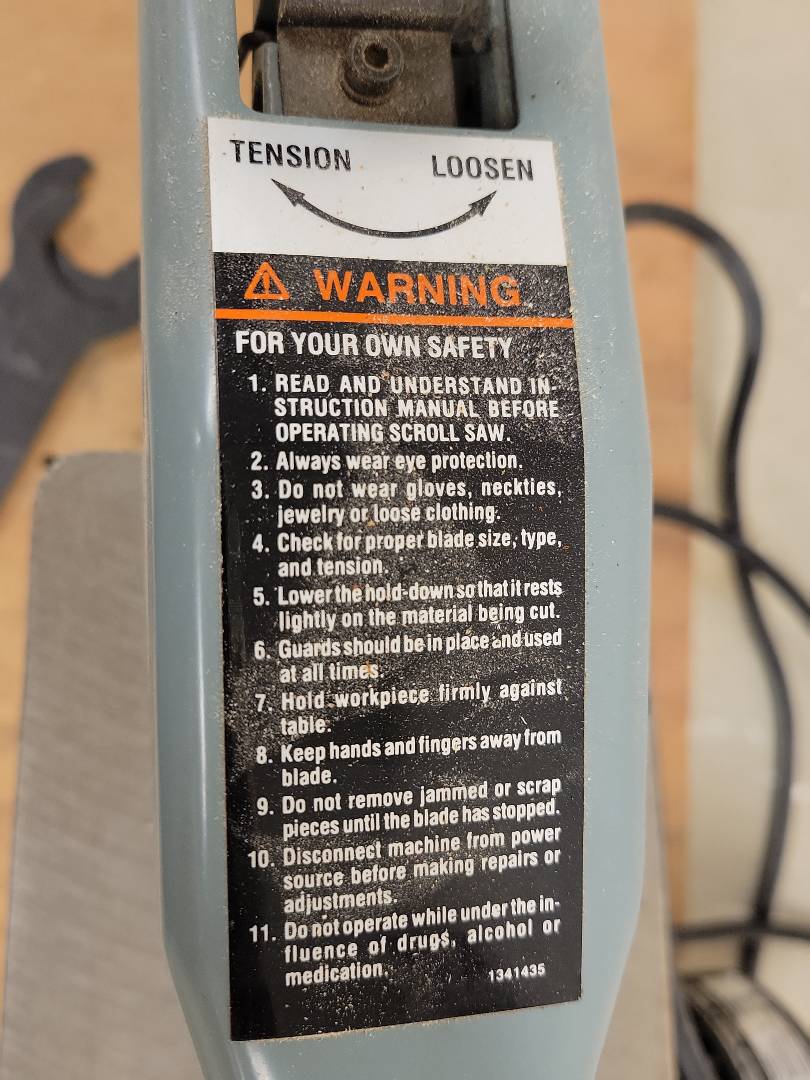 TENSION LOOSEN
WARNING
FOR YOUR OWN SAFETY
1. READ AND UNDERSTAND IN-
STRUCTION MANUAL BEFORE
OPERATING SCROLL SAW.
2. Always wear eye protection.
3. Do not wear gloves, neckties,
jewelry or loose clothing.
4. Check for proper blade size, type,
and tension.
5. Lower the hold-down so that it rests
lightly on the material being cut.
6. Guards should be in place and used
at all times.
7. Hold workpiece firmly against
table.
8. Keep hands and fingers away from
blade.
9. Do not remove jammed or scrap
pieces until the blade has stopped.
10. Disconnect machine from power
source before making repairs or
adjustments.
11. Do not operate while under the in-
fluence of drugs, alcohol or
medication.
1341435